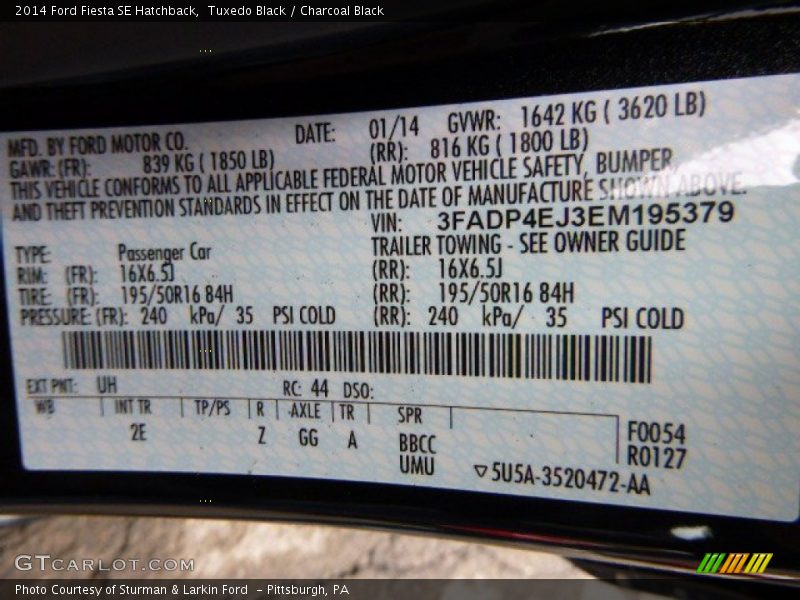 2014 Ford Fiesta SE Hatchback,  Tuxedo Black / Charcoal Black
MFD. BY FORD MOTOR CO. DATE: 01/14 GVWR: 1642 KG ( 3620 LB)
GAWR: (FR): 839 KG ( 1850 LB) (RR): 816 KG ( 1800 LB)
THIS VEHICLE CONFORMS TO ALL APPLICABLE FEDERAL MOTOR VEHICLE SAFETY, BUMPER,
AND THEFT PREVENTION STANDARDS IN EFFECT ON THE DATE OF MANUFACTURE SHOWN ABOVE.
VIN: 3FADP4EJ3EM195379
TYPE: Passenger Car TRAILER TOWING - SEE OWNER GUIDE
RIM: (FR): 16X6.5J (RR): 16X6.5J
TIRE: (FR): 195/50R16 84H (RR): 195/50R16 84H
PRESSURE: (FR): 240 kPa/ 35 PSI COLD (RR): 240 kPa/ 35 PSI COLD
EXT PNT: UH RC: 44 DSO:
WB INT TR TP/PS R AXLE TR SPR
2E Z GG A BBCC F0054
UMU R0127
5U5A-3520472-AA
GTCARLOT.COM
Photo Courtesy of Sturman & Larkin Ford  - Pittsburgh, PA